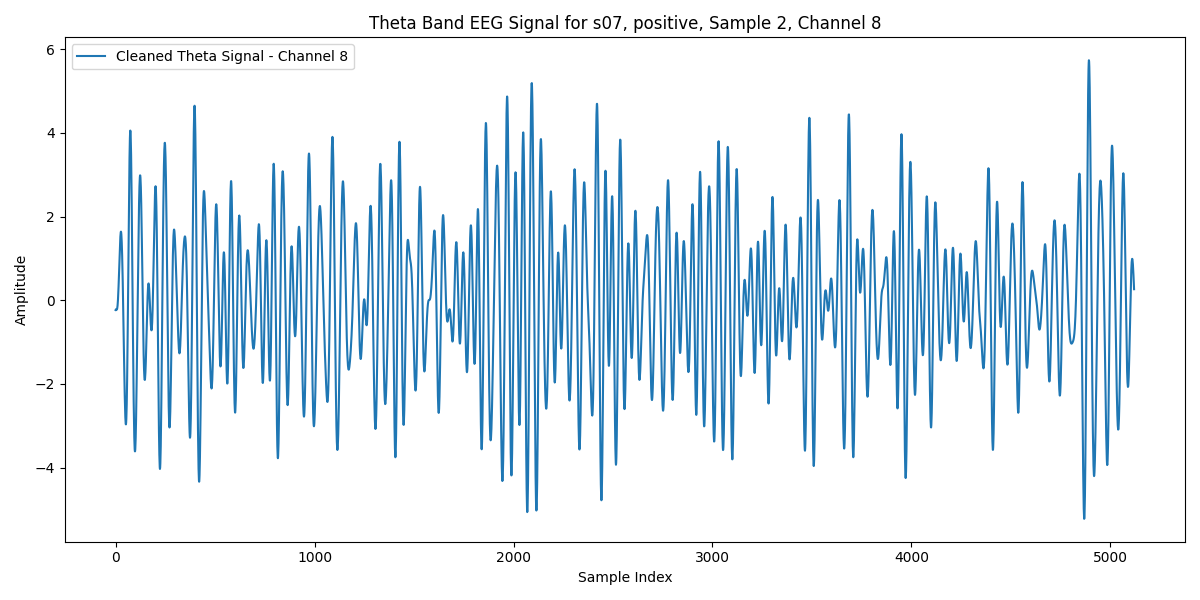 Theta Band EEG Signal for s07, positive, Sample 2, Channel 8
Cleaned Theta Signal - Channel 8
6
4
2
0
−2
−4
Amplitude
0 1000 2000 3000 4000 5000
Sample Index